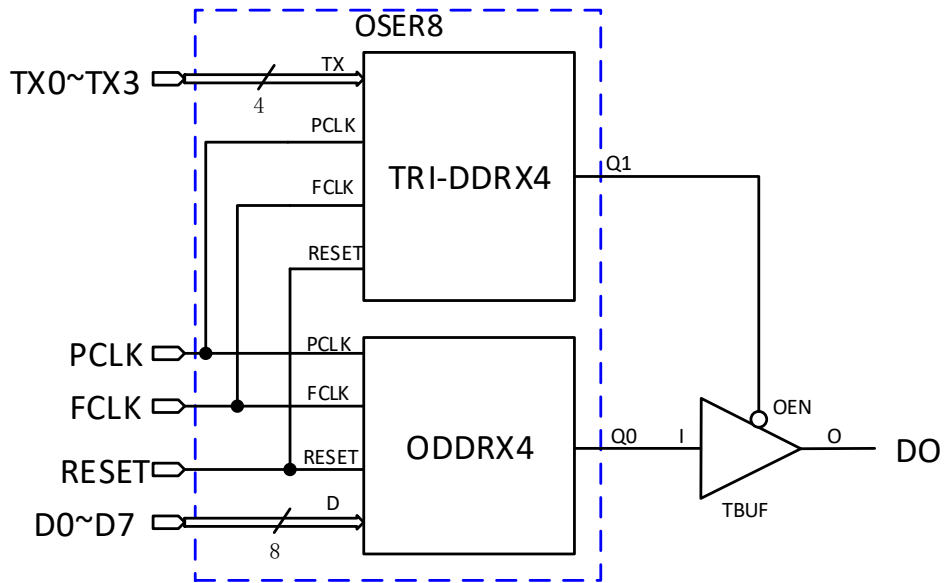 OSER8
TX0~TX3
TX
4
PCLK
FCLK
RESET
TRI-DDRX4
Q1
PCLK
PCLK
FCLK
FCLK
RESET
RESET
D0~D7
D
8
ODDRX4
Q0
I
OEN
O
DO
TBUF